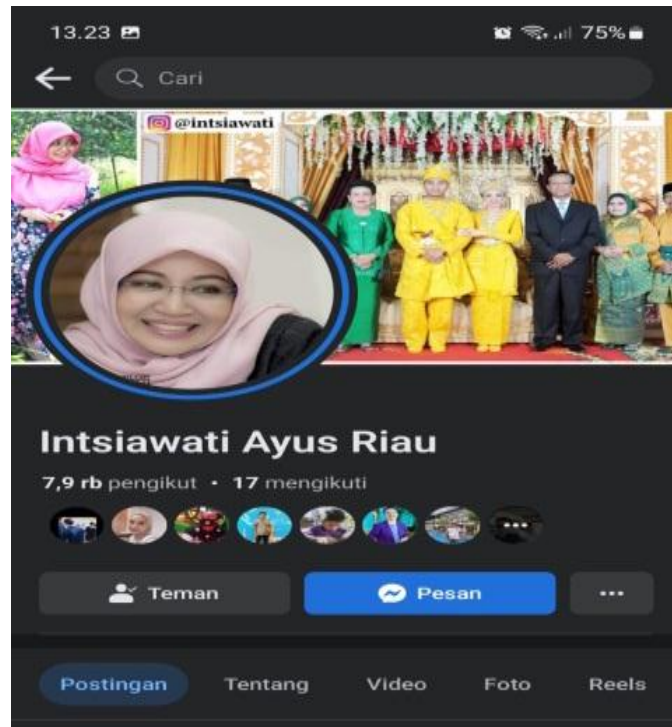 13.23
75%
Cari
@intsiawati
Intsiawati Ayus Riau
7,9 rb pengikut • 17 mengikuti
Teman
Pesan
Postingan Tentang Video Foto Reels